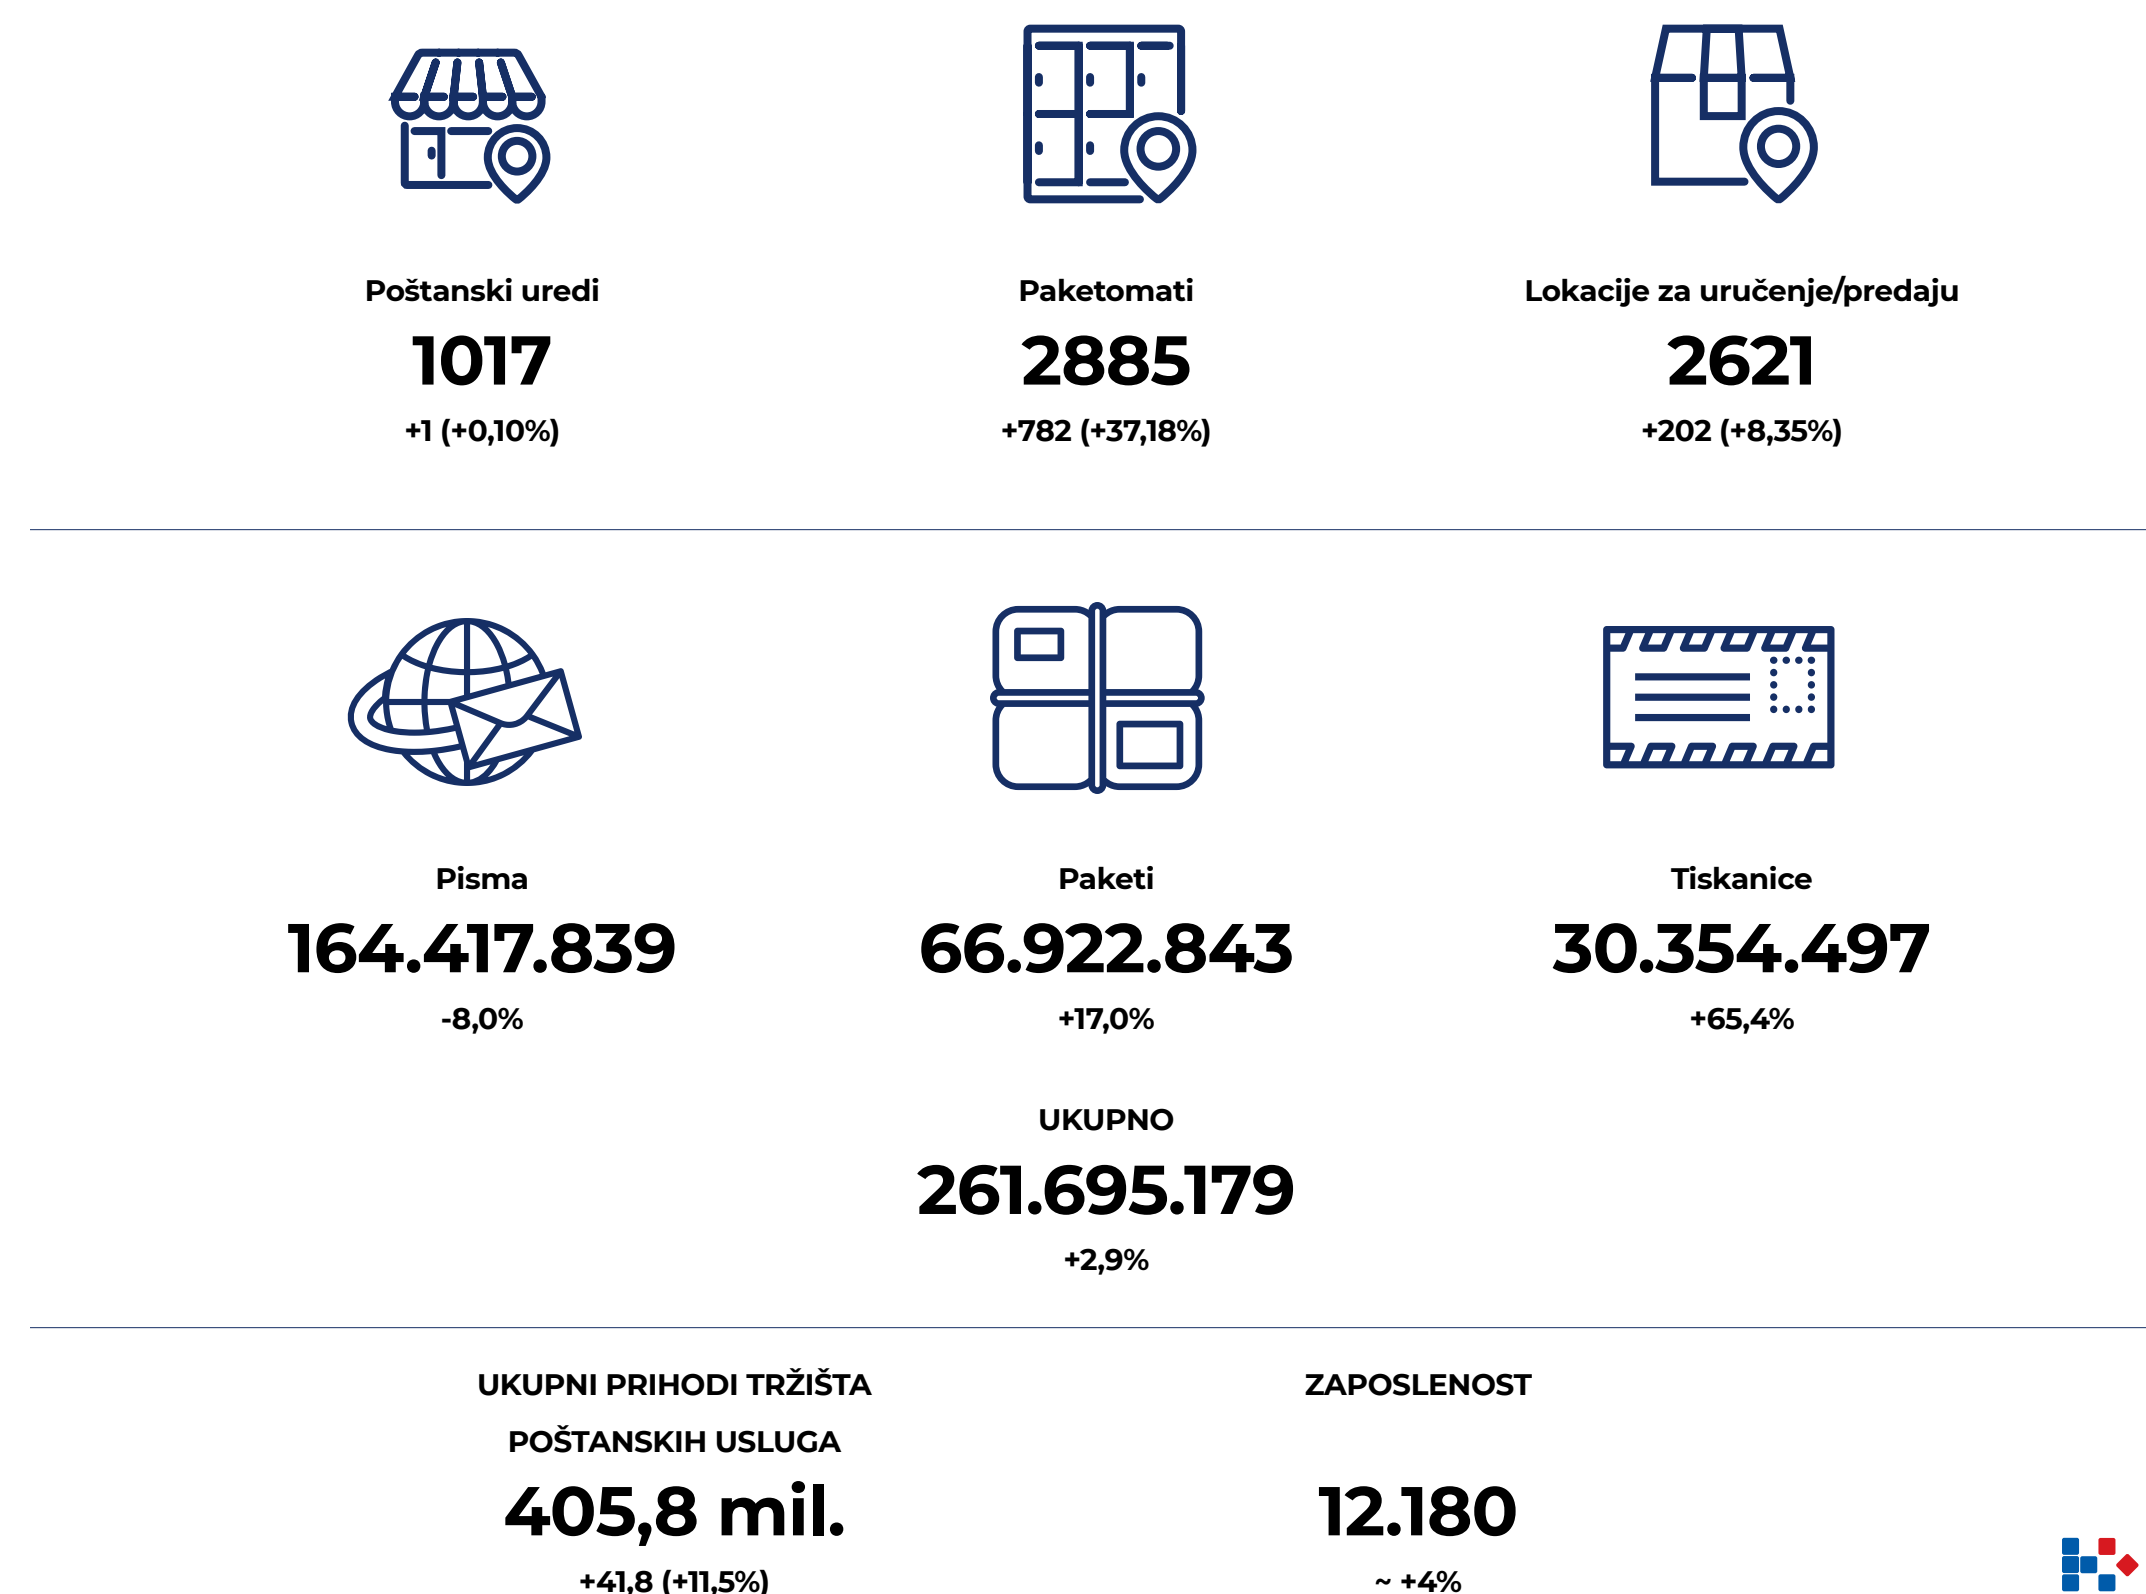 Poštanski uredi
1017
+1 (+0,10%)
Paketomati
2885
+782 (+37,18%)
Lokacije za uručenje/predaju
2621
+202 (+8,35%)
Pisma
164.417.839
-8,0%
Paketi
66.922.843
+17,0%
Tiskanice
30.354.497
+65,4%
UKUPNO
261.695.179
+2,9%
UKUPNI PRIHODI TRŽIŠTA
POŠTANSKIH USLUGA
405,8 mil.
+41,8 (+11,5%)
ZAPOSLENOST
12.180
~ +4%